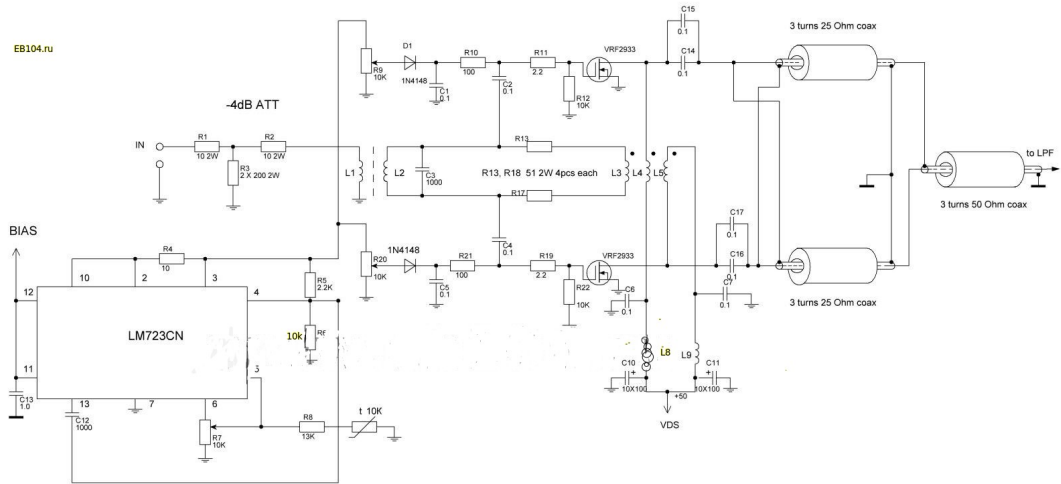 EB104.ru
C15
0.1
C14
0.1
3 turns 25 Ohm coax
D1
1N4148
R9
10K
C1
0.1
R10
100
C2
0.1
R11
2.2
R12
10K
VRF2933
-4dB ATT
IN
R1
10 2W
R2
10 2W
R3
2 X 200 2W
L1
L2
C3
1000
R13
R13, R18 51 2W 4pcs each
R17
L3
L4
L5
to LPF
3 turns 50 Ohm coax
BIAS
R4
10
R5
2.2K
10
2
3
12
4
LM723CN
10k
11
5
13
7
6
C13
1.0
C12
1000
R7
10K
R8
13K
t 10K
R20
10K
1N4148
C4
0.1
C5
0.1
R21
100
R19
2.2
R22
10K
VRF2933
C6
0.1
C17
0.1
C16
0.1
C7
0.1
3 turns 25 Ohm coax
L8
L9
C10
+
10X100
C11
+
10X100
+50
VDS